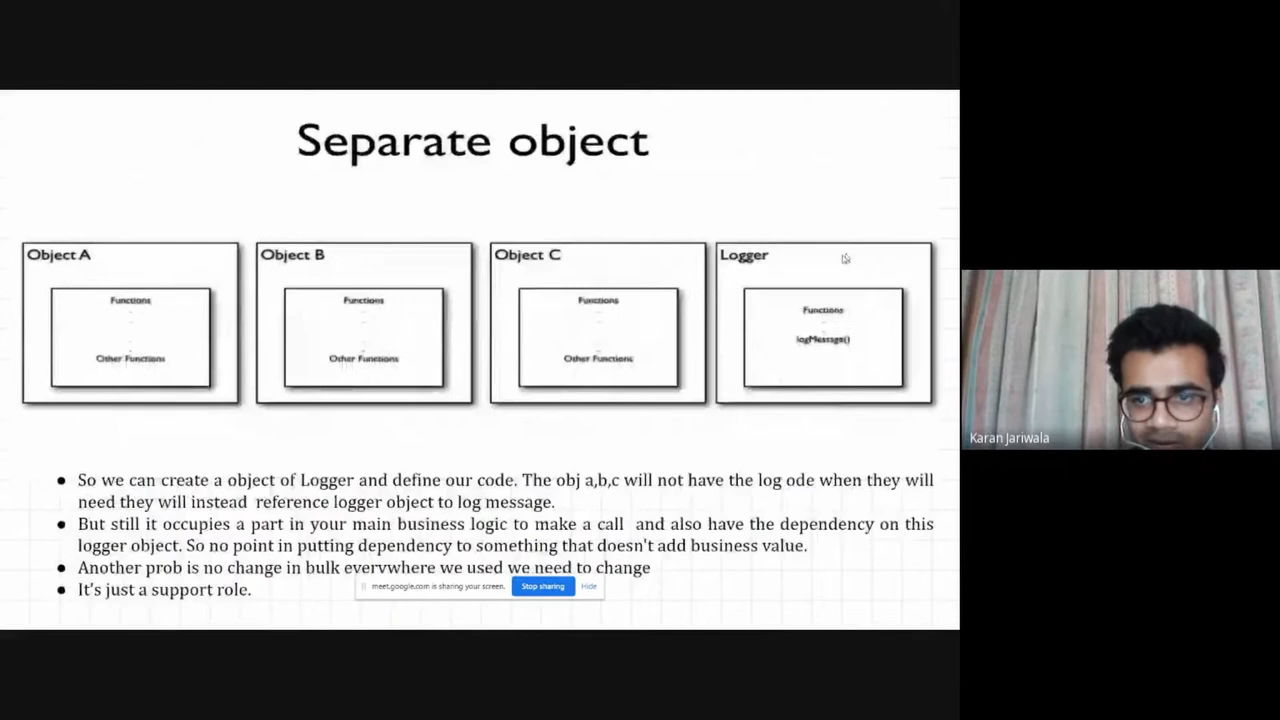 Separate object
Object A
Functions
Other Functions
Object B
Functions
Other Functions
Object C
Functions
Other Functions
Logger
Functions
logMessage()
So we can create a object of Logger and define our code. The obj a,b,c will not have the log ode when they will
need they will instead reference logger object to log message.
But still it occupies a part in your main business logic to make a call and also have the dependency on this
logger object. So no point in putting dependency to something that doesn't add business value.
Another prob is no change in bulk everywhere we used we need to change
It's just a support role.
meet.google.com is sharing your screen.
Stop sharing
Hide
Karan Jariwala